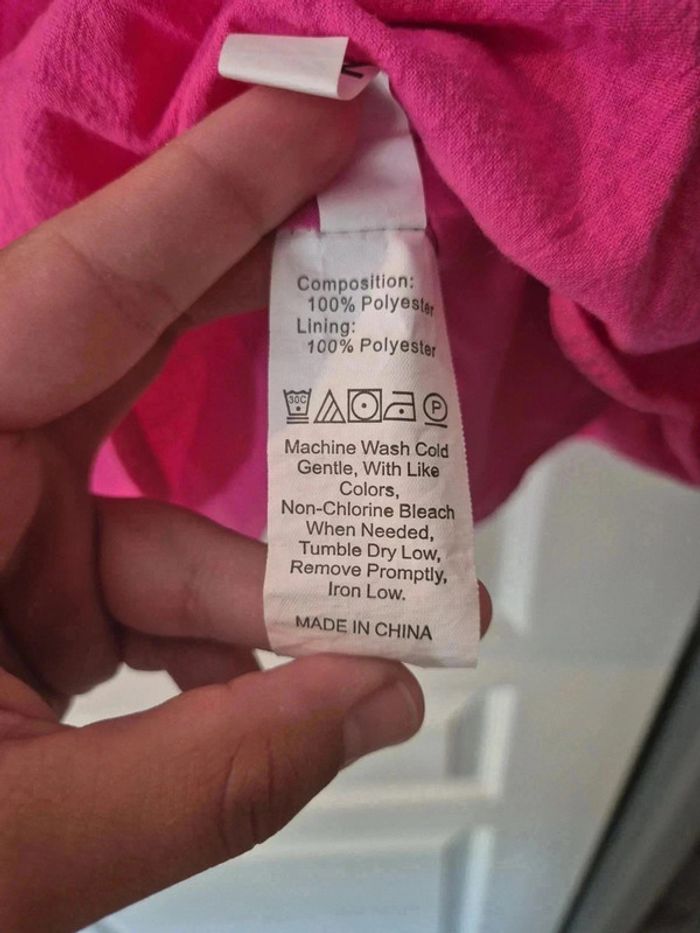 Composition:
100% Polyester
Lining:
100% Polyester
30C
P
Machine Wash Cold
Gentle, With Like
Colors,
Non-Chlorine Bleach
When Needed,
Tumble Dry Low,
Remove Promptly,
Iron Low.
MADE IN CHINA